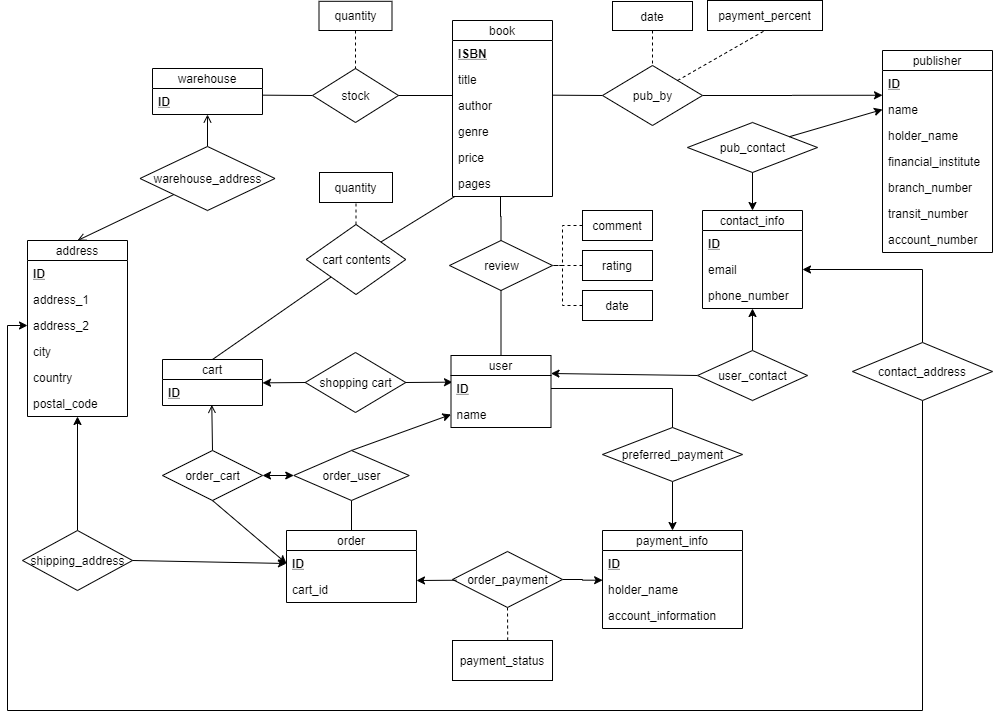 quantity
date
payment_percent
book
ISBN
title
author
genre
price
pages
warehouse
ID
stock
pub_by
publisher
ID
name
holder_name
financial_institute
branch_number
transit_number
account_number
pub_contact
warehouse_address
quantity
cart contents
review
comment
rating
date
contact_info
ID
email
phone_number
address
ID
address_1
address_2
city
country
postal_code
cart
ID
shopping cart
user
ID
name
user_contact
contact_address
order_cart
order_user
preferred_payment
shipping_address
order
ID
cart_id
order_payment
payment_info
ID
holder_name
account_information
payment_status